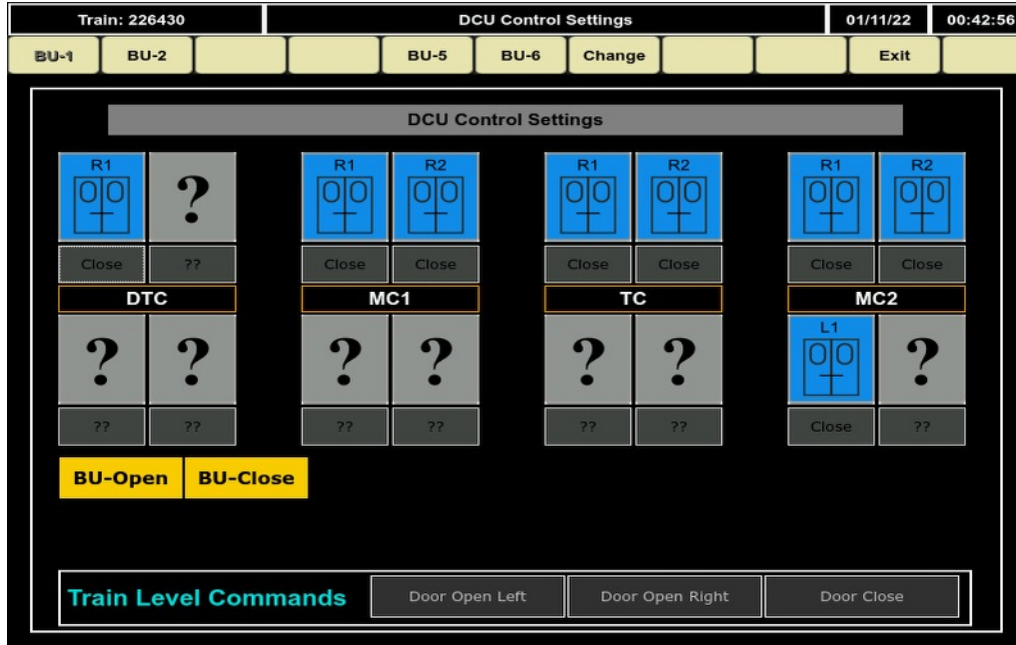 Train: 226430 DCU Control Settings 01/11/22 00:42:56
BU-1 BU-2 BU-5 BU-6 Change Exit
DCU Control Settings
R1 ? R1 R2 R1 R2 R1 R2
Close ?? Close Close Close Close Close Close
DTC MC1 TC MC2
? ? ? ? ? ? L1 ?
?? ?? ?? ?? ?? ?? Close ??
BU-Open BU-Close
Train Level Commands Door Open Left Door Open Right Door Close